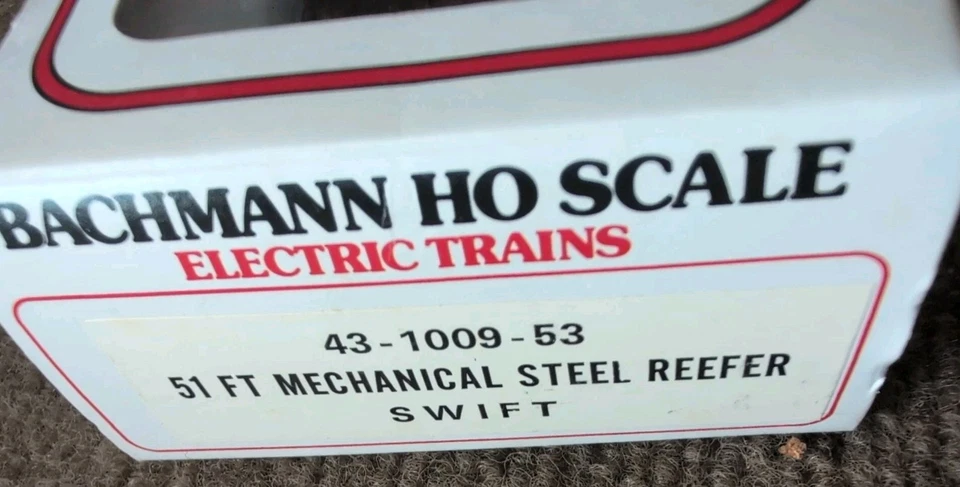 BACHMANN HO SCALE
ELECTRIC TRAINS
43-1009-53
51 FT MECHANICAL STEEL REEFER
SWIFT